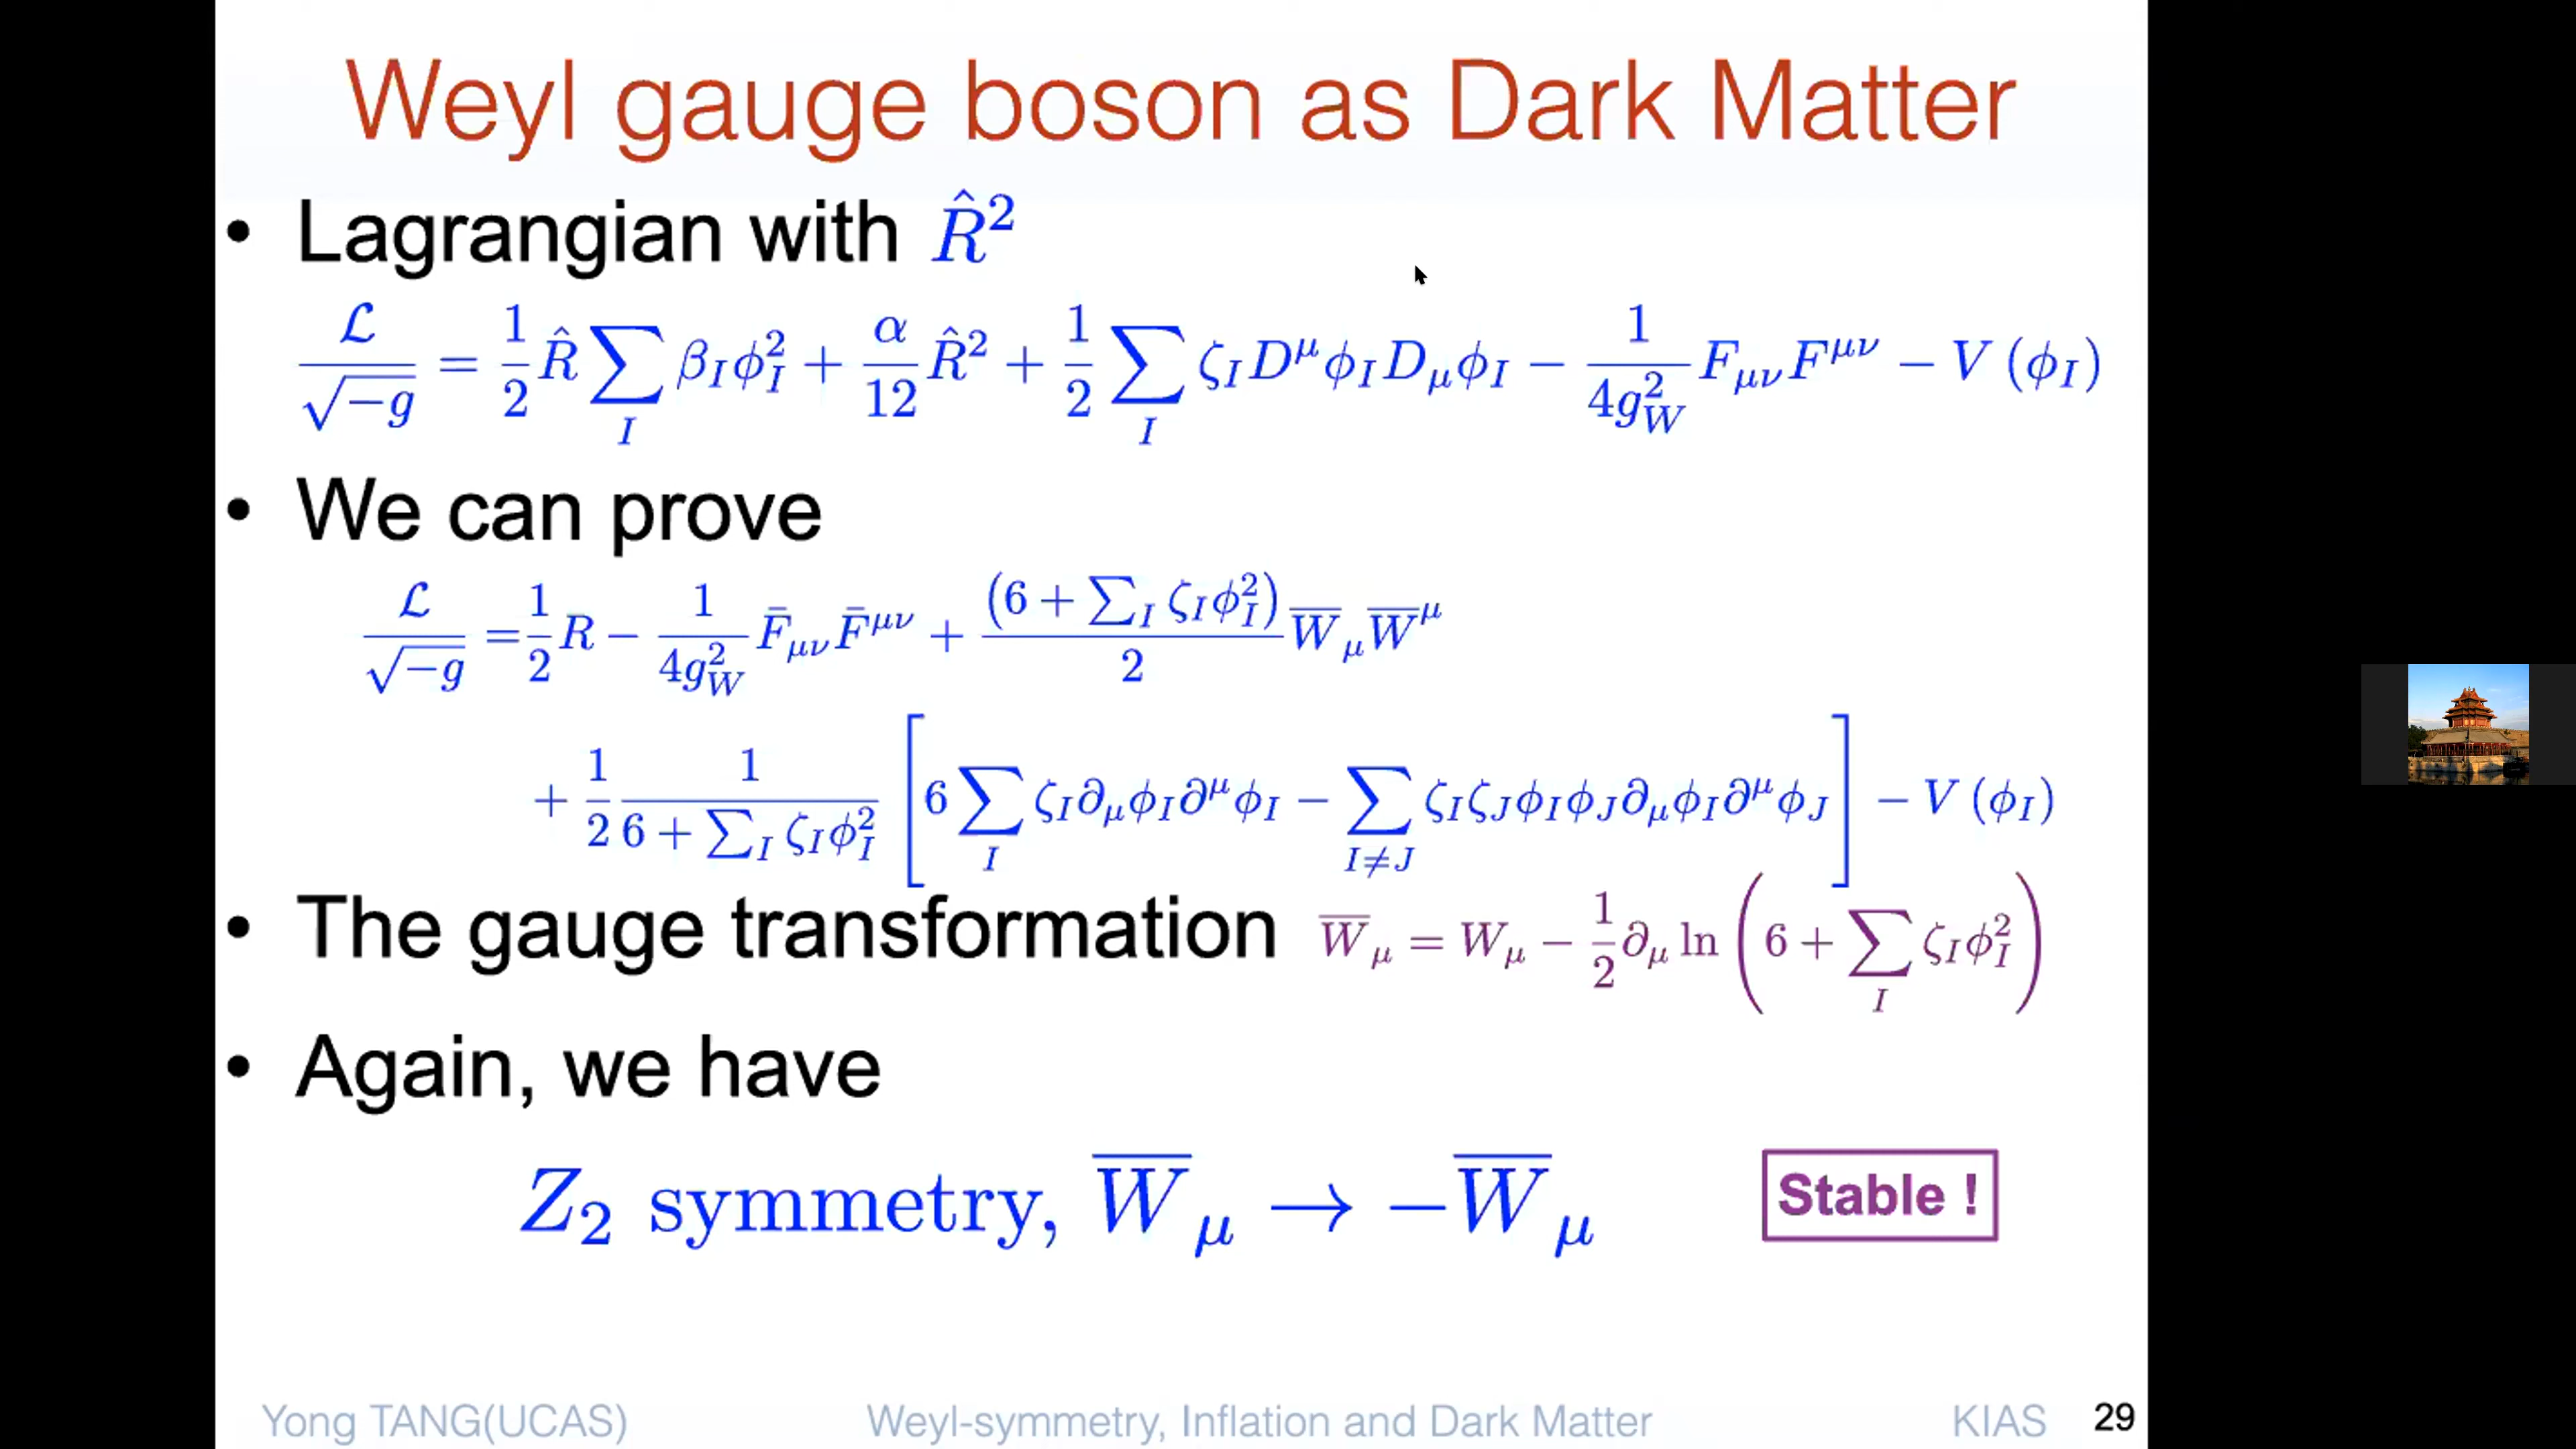 Weyl gauge boson as Dark Matter
• Lagrangian with $\hat{R}^2$
$\frac{\mathcal{L}}{\sqrt{-g}} = \frac{1}{2}\hat{R}\sum_I \beta_I\phi_I^2 + \frac{\alpha}{12}\hat{R}^2 + \frac{1}{2}\sum_I \zeta_I D^\mu\phi_I D_\mu\phi_I - \frac{1}{4g_W^2}F_{\mu\nu}F^{\mu\nu} - V(\phi_I)$
• We can prove
$\frac{\mathcal{L}}{\sqrt{-g}} = \frac{1}{2}R - \frac{1}{4g_W^2}\bar{F}_{\mu\nu}\bar{F}^{\mu\nu} + \frac{(6+\sum_I \zeta_I\phi_I^2)}{2}\overline{W}_\mu\overline{W}^\mu$
$+ \frac{1}{2}\frac{1}{6+\sum_I \zeta_I\phi_I^2}\left[6\sum_I \zeta_I\partial_\mu\phi_I\partial^\mu\phi_I - \sum_{I\neq J}\zeta_I\zeta_J\phi_I\phi_J\partial_\mu\phi_I\partial^\mu\phi_J\right] - V(\phi_I)$
• The gauge transformation $\overline{W}_\mu = W_\mu - \frac{1}{2}\partial_\mu\ln\left(6+\sum_I \zeta_I\phi_I^2\right)$
• Again, we have
$Z_2$ symmetry, $\overline{W}_\mu \to -\overline{W}_\mu$ Stable !
Yong TANG(UCAS) Weyl-symmetry, Inflation and Dark Matter KIAS 29